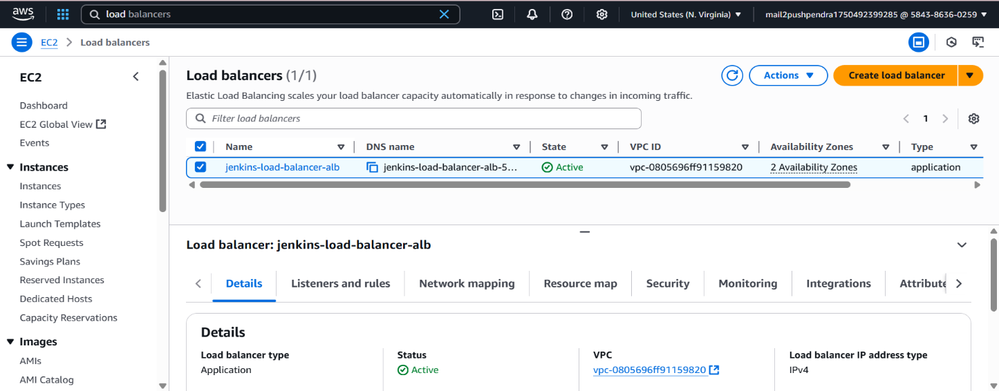 aws
load balancers
United States (N. Virginia)
mail2pushpendra1750492399285 @ 5843-8636-0259
EC2 > Load balancers
EC2
Dashboard
EC2 Global View
Events
Instances
Instances
Instance Types
Launch Templates
Spot Requests
Savings Plans
Reserved Instances
Dedicated Hosts
Capacity Reservations
Images
AMIs
AMI Catalog
Load balancers (1/1)
Actions
Create load balancer
Elastic Load Balancing scales your load balancer capacity automatically in response to changes in incoming traffic.
Filter load balancers
1
Name DNS name State VPC ID Availability Zones Type
jenkins-load-balancer-alb jenkins-load-balancer-alb-5... Active vpc-0805696ff91159820 2 Availability Zones application
Load balancer: jenkins-load-balancer-alb
Details Listeners and rules Network mapping Resource map Security Monitoring Integrations Attribute
Details
Load balancer type Status VPC Load balancer IP address type
Application Active vpc-0805696ff91159820 IPv4